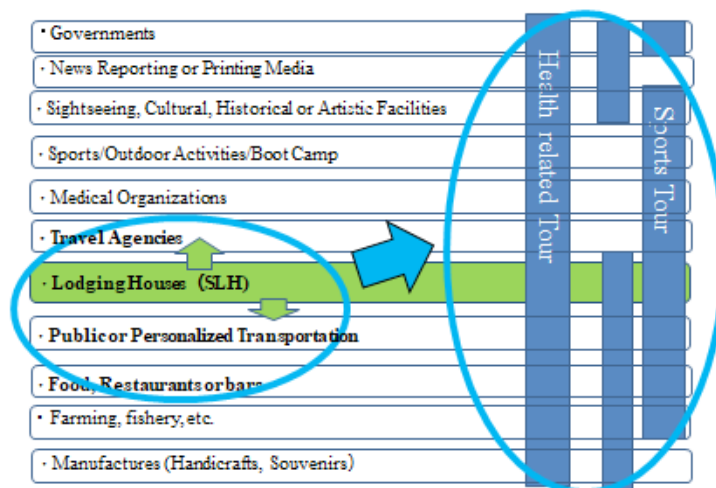 · Governments
· News Reporting or Printing Media
· Sightseeing, Cultural, Historical or Artistic Facilities
· Sports/Outdoor Activities/Boot Camp
· Medical Organizations
· Travel Agencies
· Lodging Houses (SLH)
· Public or Personalized Transportation
· Food, Restaurants or bars
· Farming, fishery, etc.
· Manufactures (Handicrafts, Souvenirs)
Health related Tour
Sports Tour